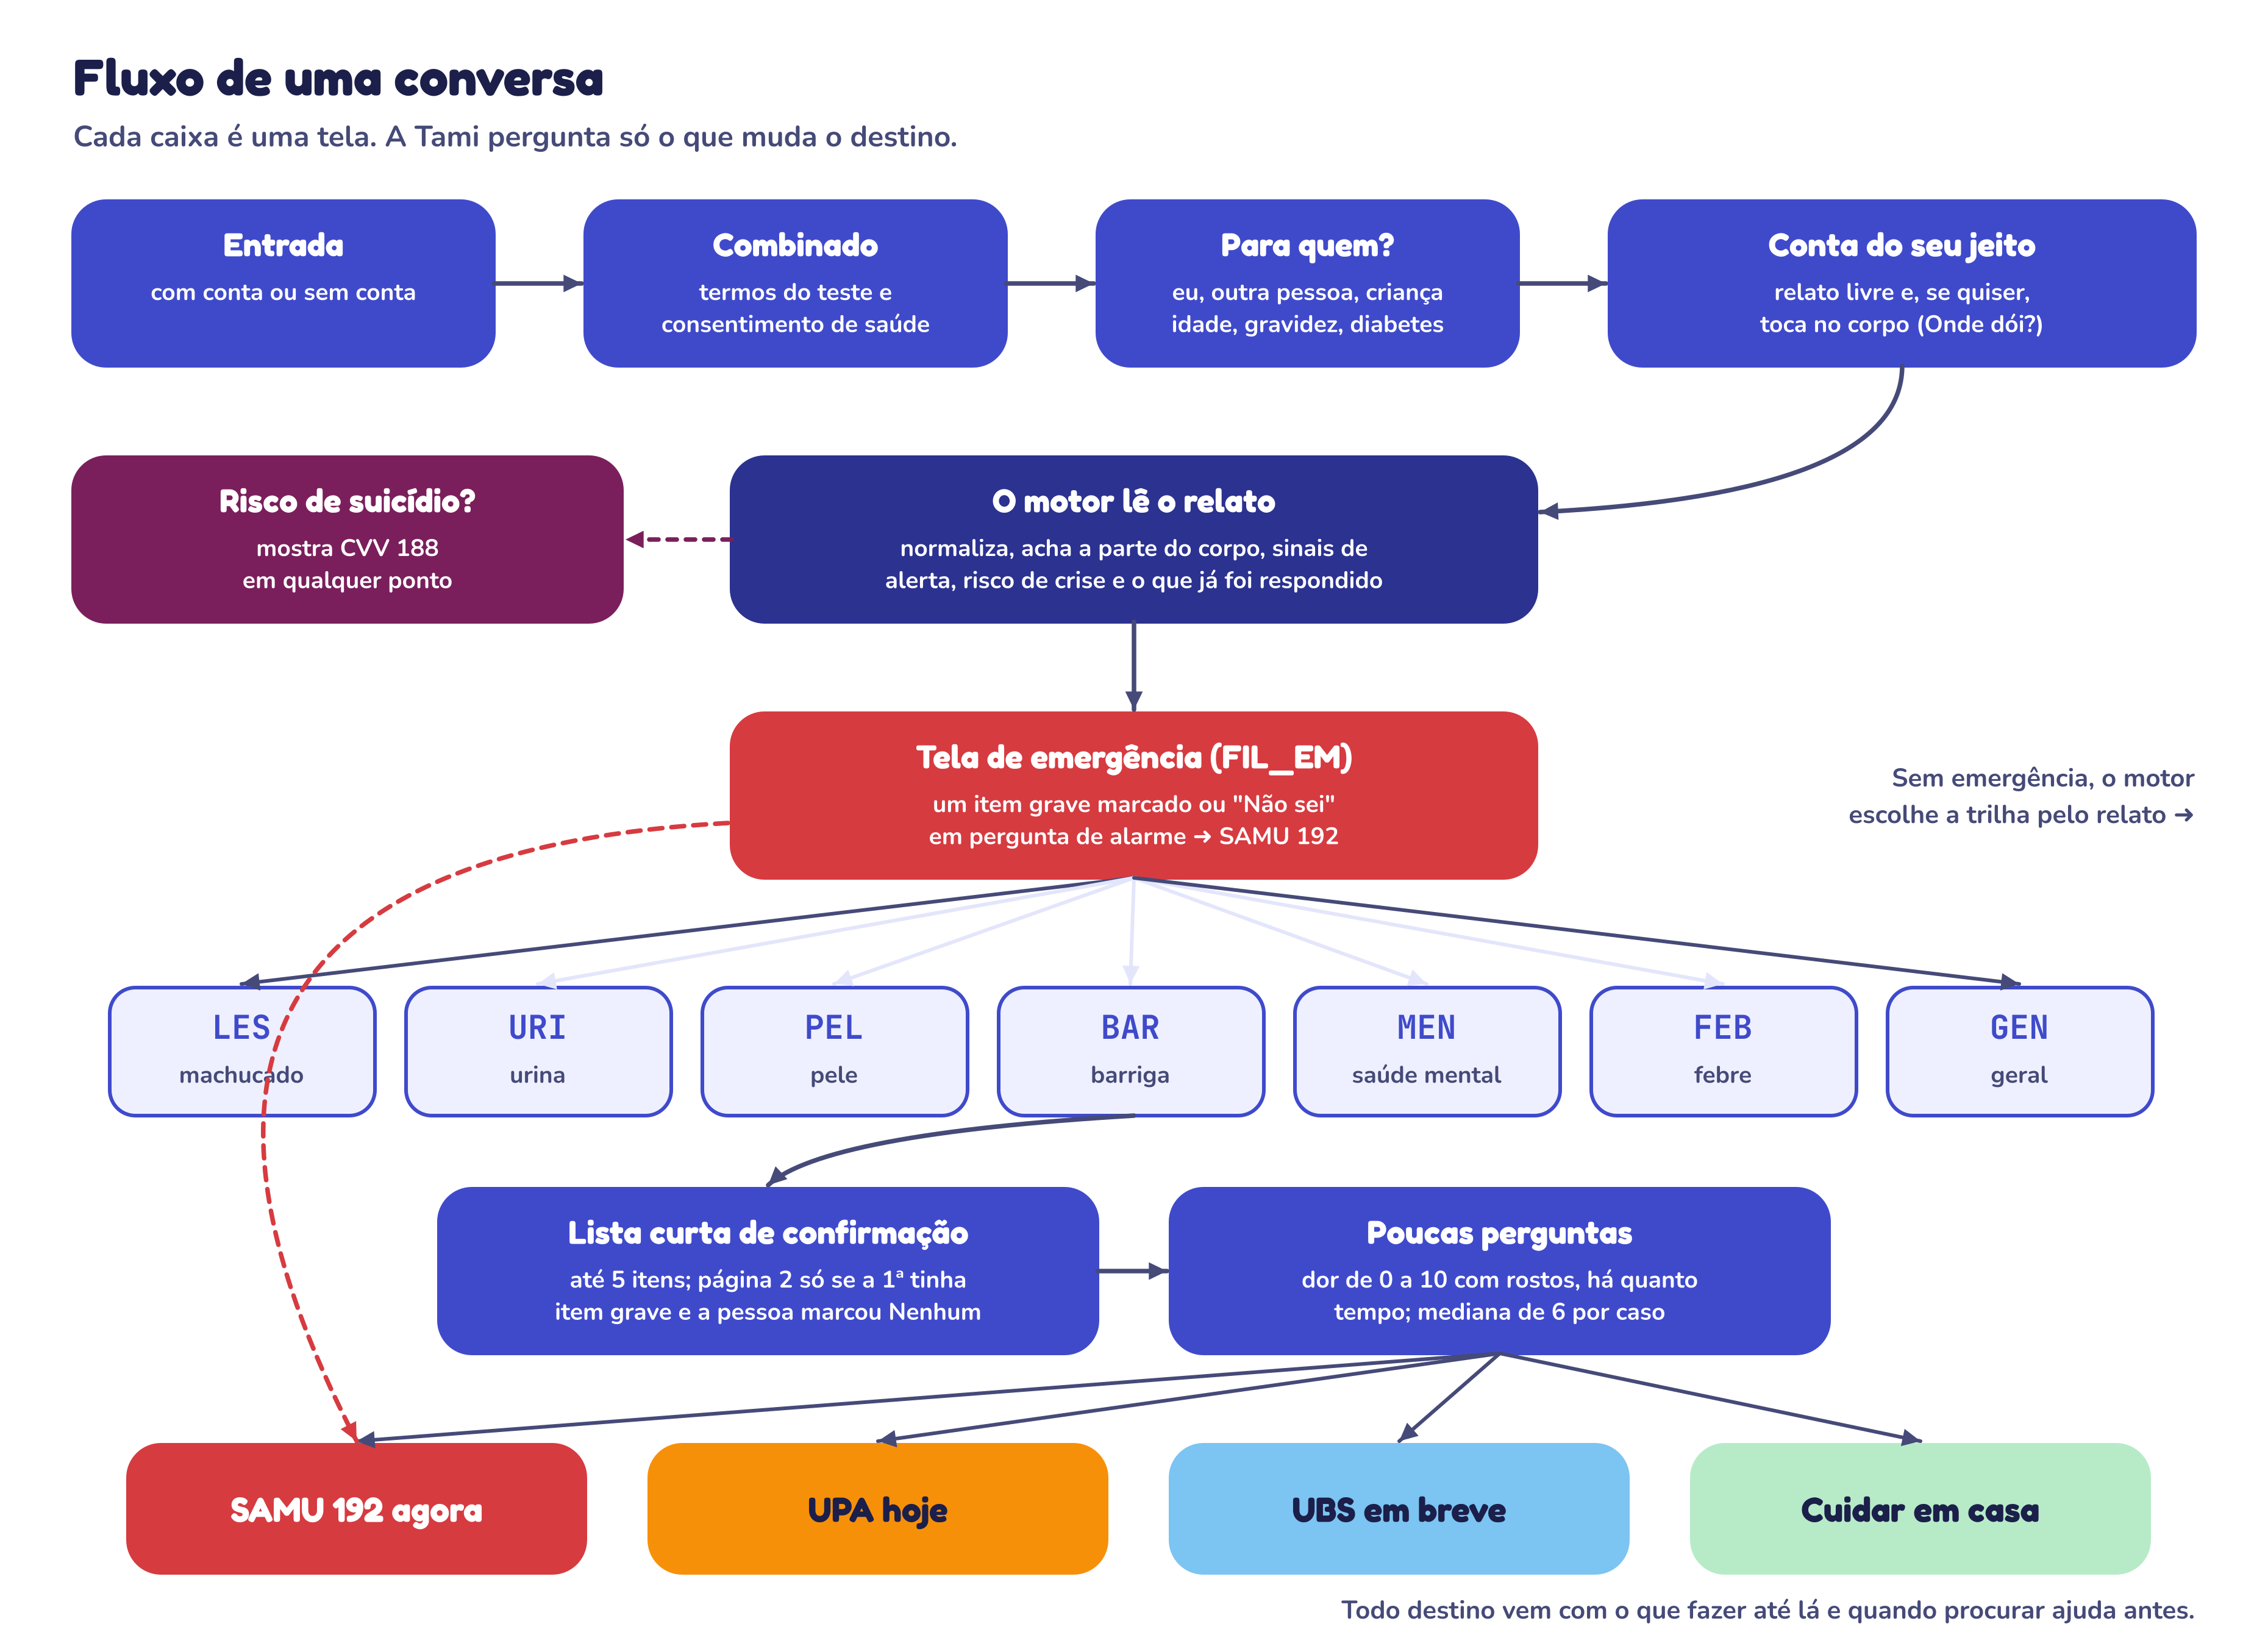 Fluxo de uma conversa
Cada caixa é uma tela. A Tami pergunta só o que muda o destino.
Entrada
com conta ou sem conta
Combinado
termos do teste e
consentimento de saúde
Para quem?
eu, outra pessoa, criança
idade, gravidez, diabetes
Conta do seu jeito
relato livre e, se quiser,
toca no corpo (Onde dói?)
Risco de suicídio?
mostra CVV 188
em qualquer ponto
O motor lê o relato
normaliza, acha a parte do corpo, sinais de
alerta, risco de crise e o que já foi respondido
Tela de emergência (FIL_EM)
um item grave marcado ou "Não sei"
em pergunta de alarme → SAMU 192
Sem emergência, o motor
escolhe a trilha pelo relato →
LES
machucado
URI
urina
PEL
pele
BAR
barriga
MEN
saúde mental
FEB
febre
GEN
geral
Lista curta de confirmação
até 5 itens; página 2 só se a 1ª tinha
item grave e a pessoa marcou Nenhum
Poucas perguntas
dor de 0 a 10 com rostos, há quanto
tempo; mediana de 6 por caso
SAMU 192 agora
UPA hoje
UBS em breve
Cuidar em casa
Todo destino vem com o que fazer até lá e quando procurar ajuda antes.